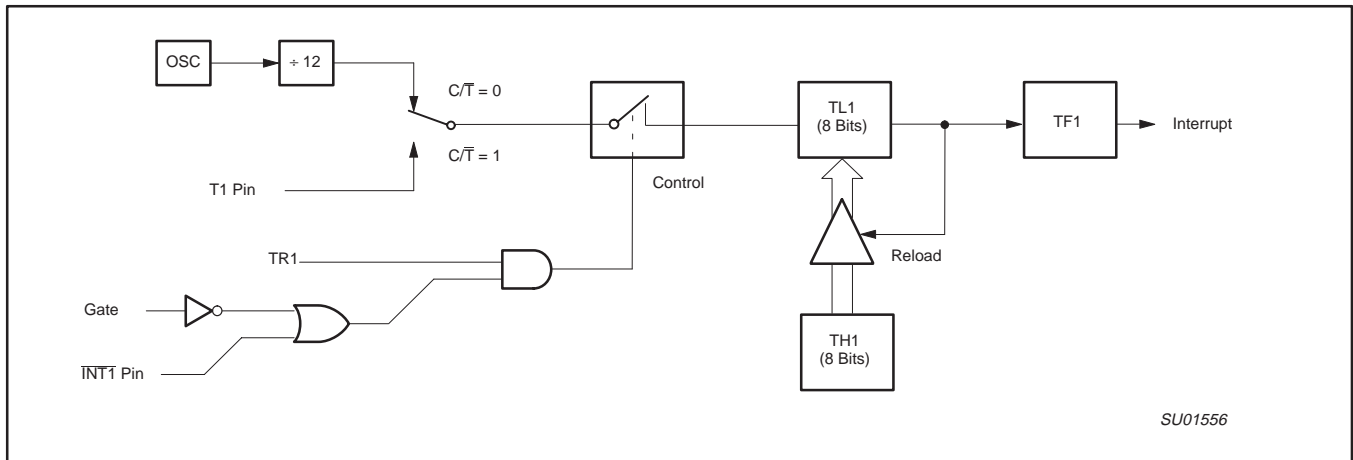 OSC
÷ 12
C/T̅ = 0
C/T̅ = 1
T1 Pin
Control
TL1
(8 Bits)
TF1
Interrupt
TR1
Reload
Gate
I̅N̅T̅1̅ Pin
TH1
(8 Bits)
SU01556